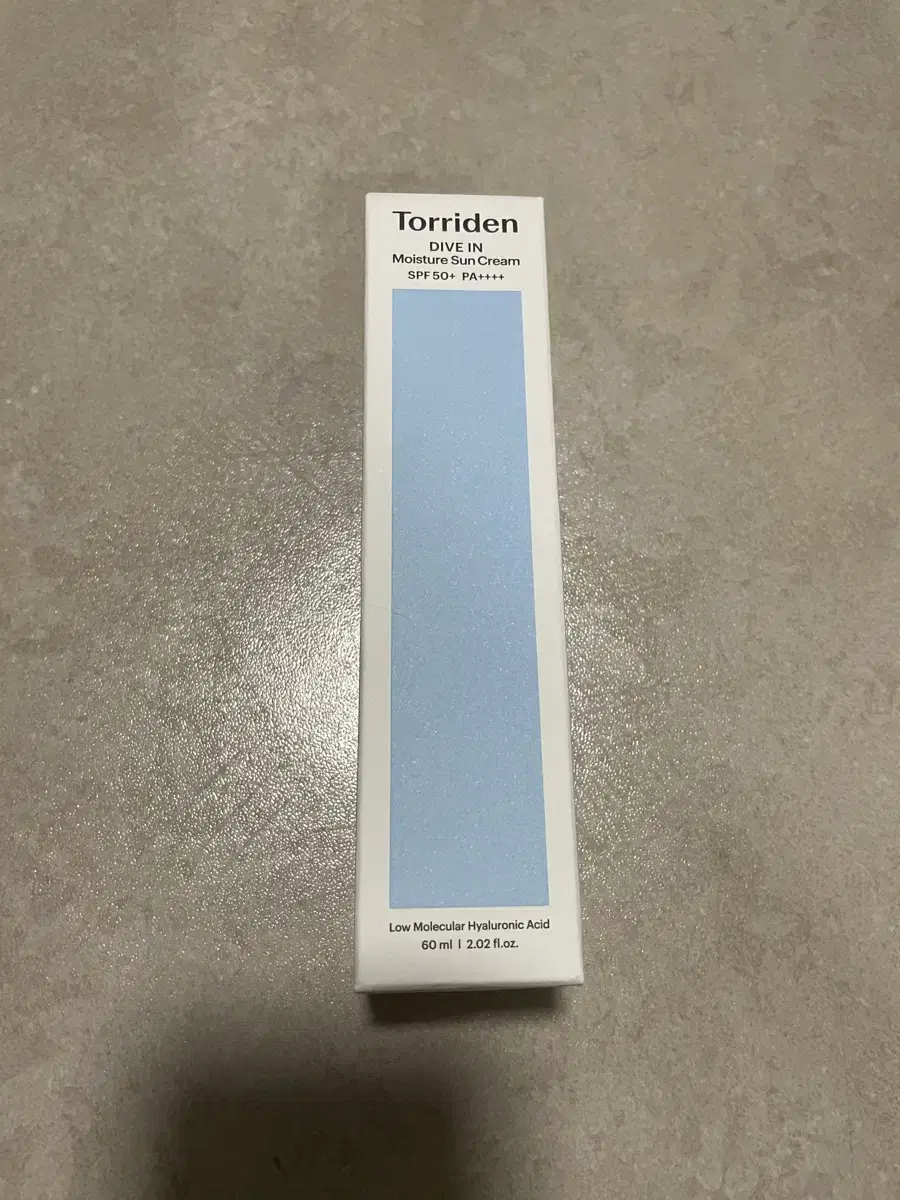 Torriden
DIVE IN
Moisture Sun Cream
SPF 50+ PA++++
Low Molecular Hyaluronic Acid
60 ml | 2.02 fl.oz.